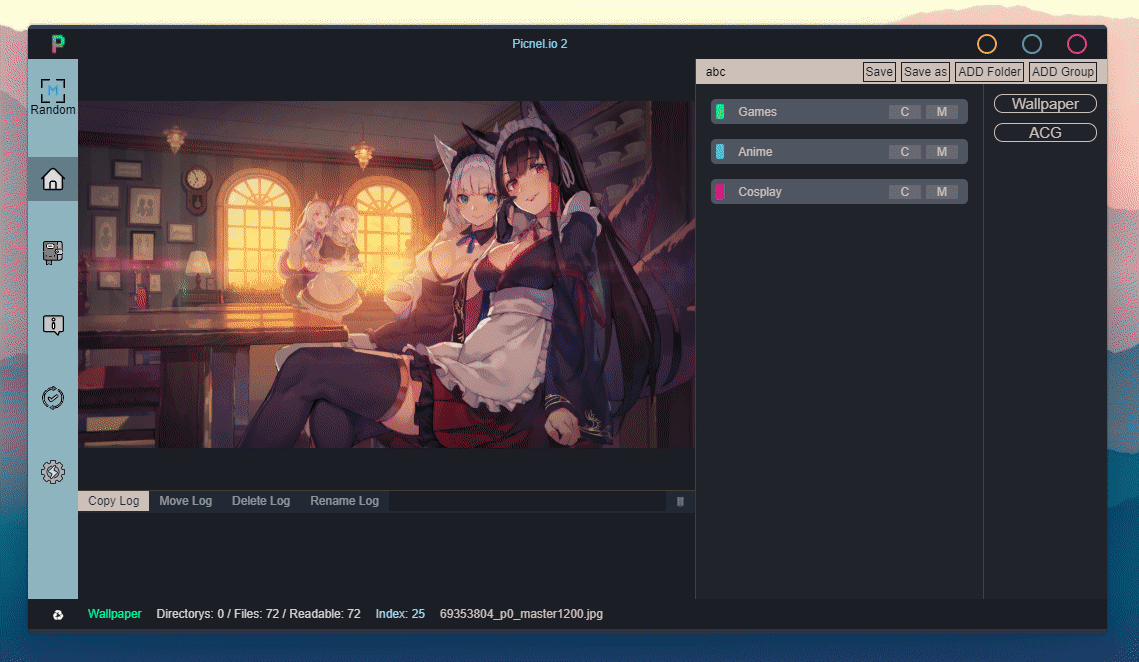 P
Picnel.io 2
M
Random
abc
Save
Save as
ADD Folder
ADD Group
Games
C
M
Wallpaper
ACG
Anime
C
M
Cosplay
C
M
Copy Log
Move Log
Delete Log
Rename Log
Wallpaper Directorys: 0 / Files: 72 / Readable: 72 Index: 25 69353804_p0_master1200.jpg